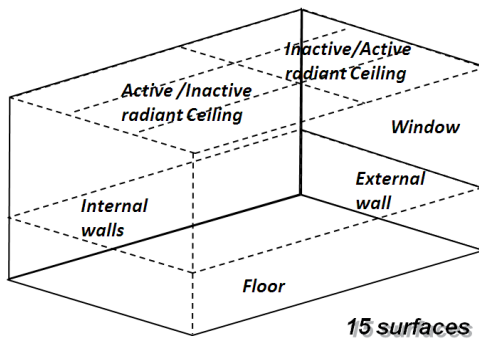 Inactive/Active
radiant Ceiling
Active /Inactive
radiant Ceiling
Window
Internal
walls
External
wall
Floor
15 surfaces